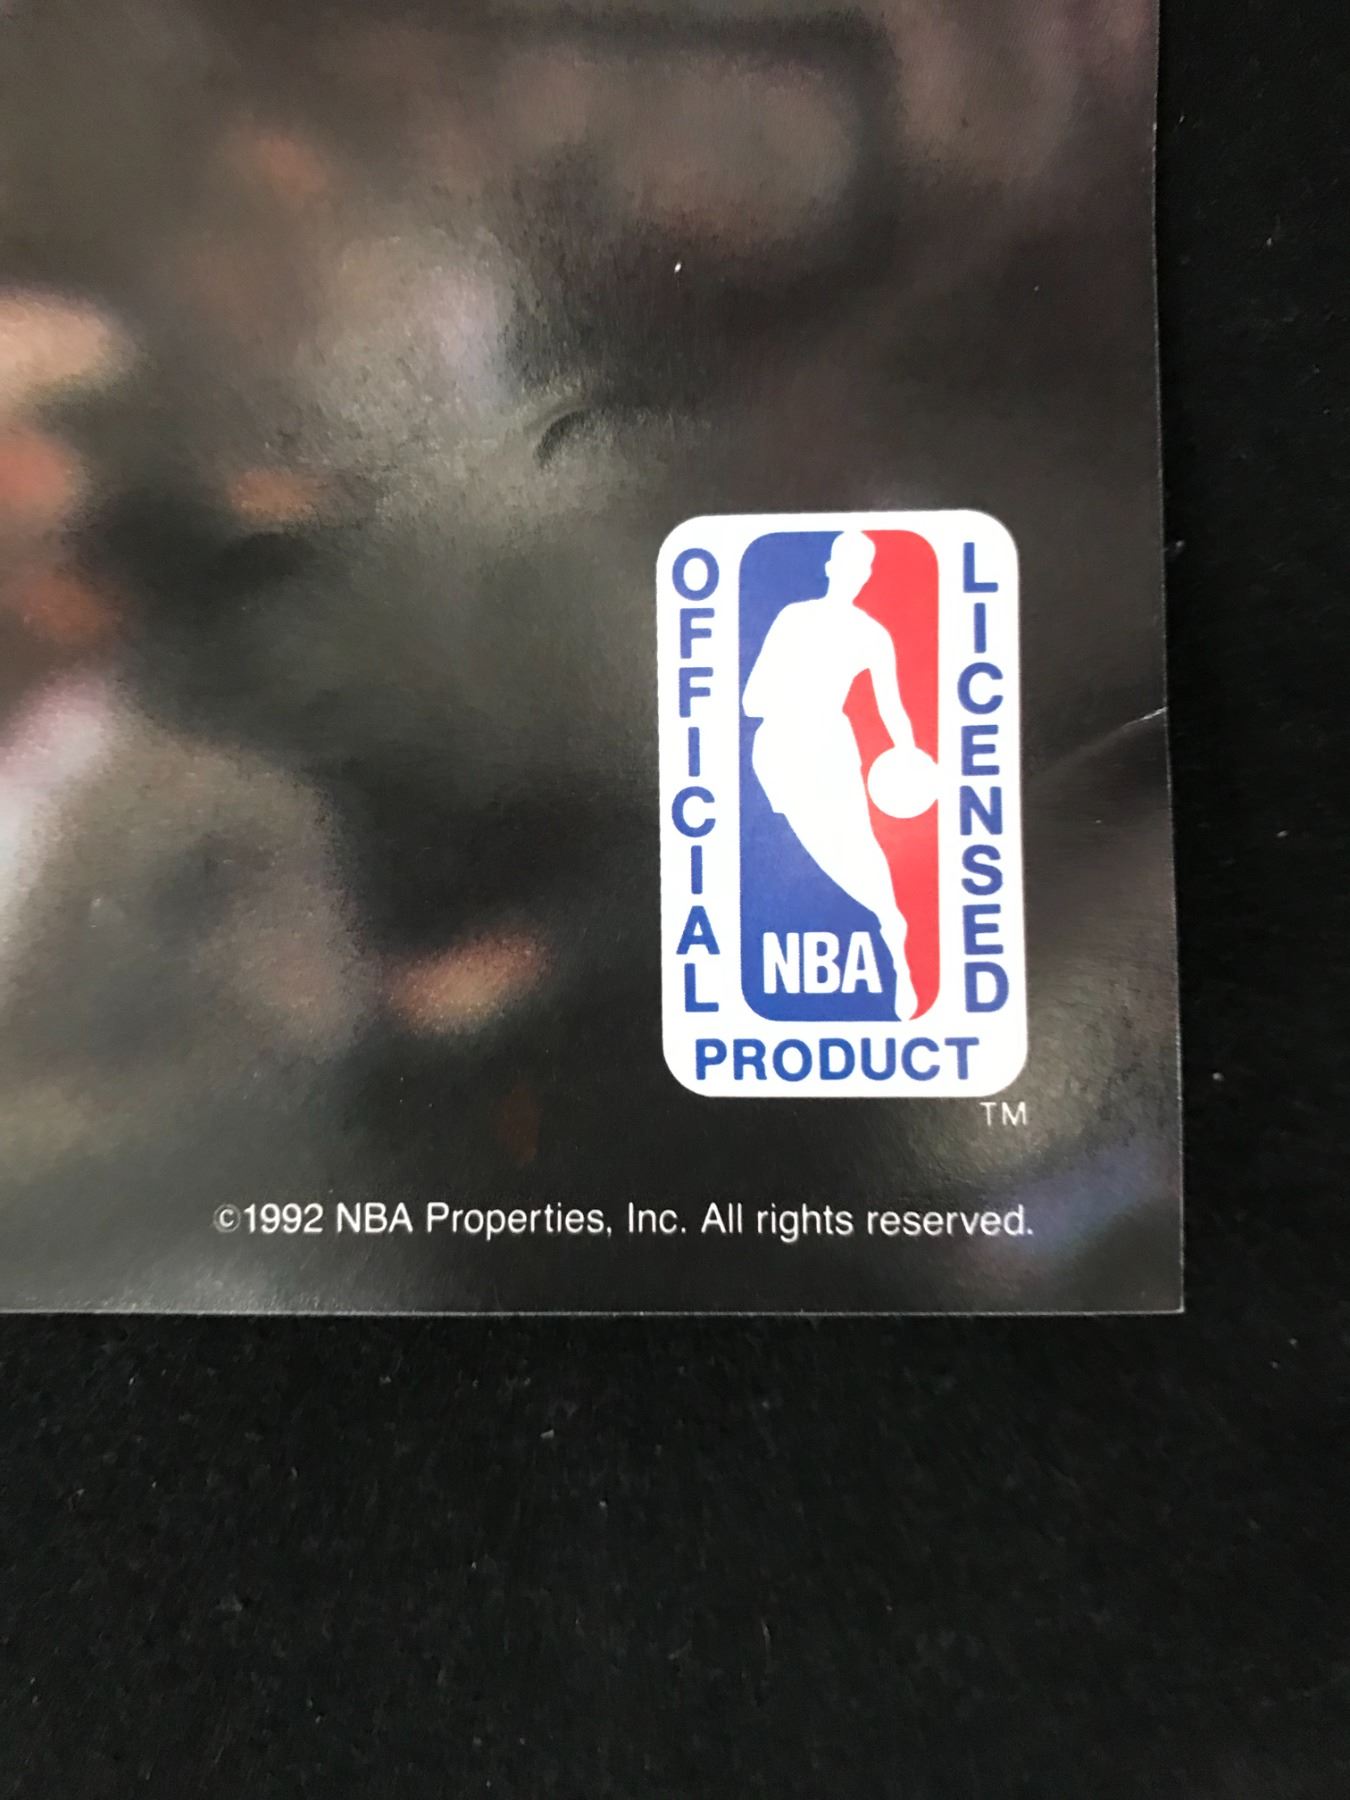 OFFICIAL
LICENSED
NBA
PRODUCT
TM
©1992 NBA Properties, Inc. All rights reserved.